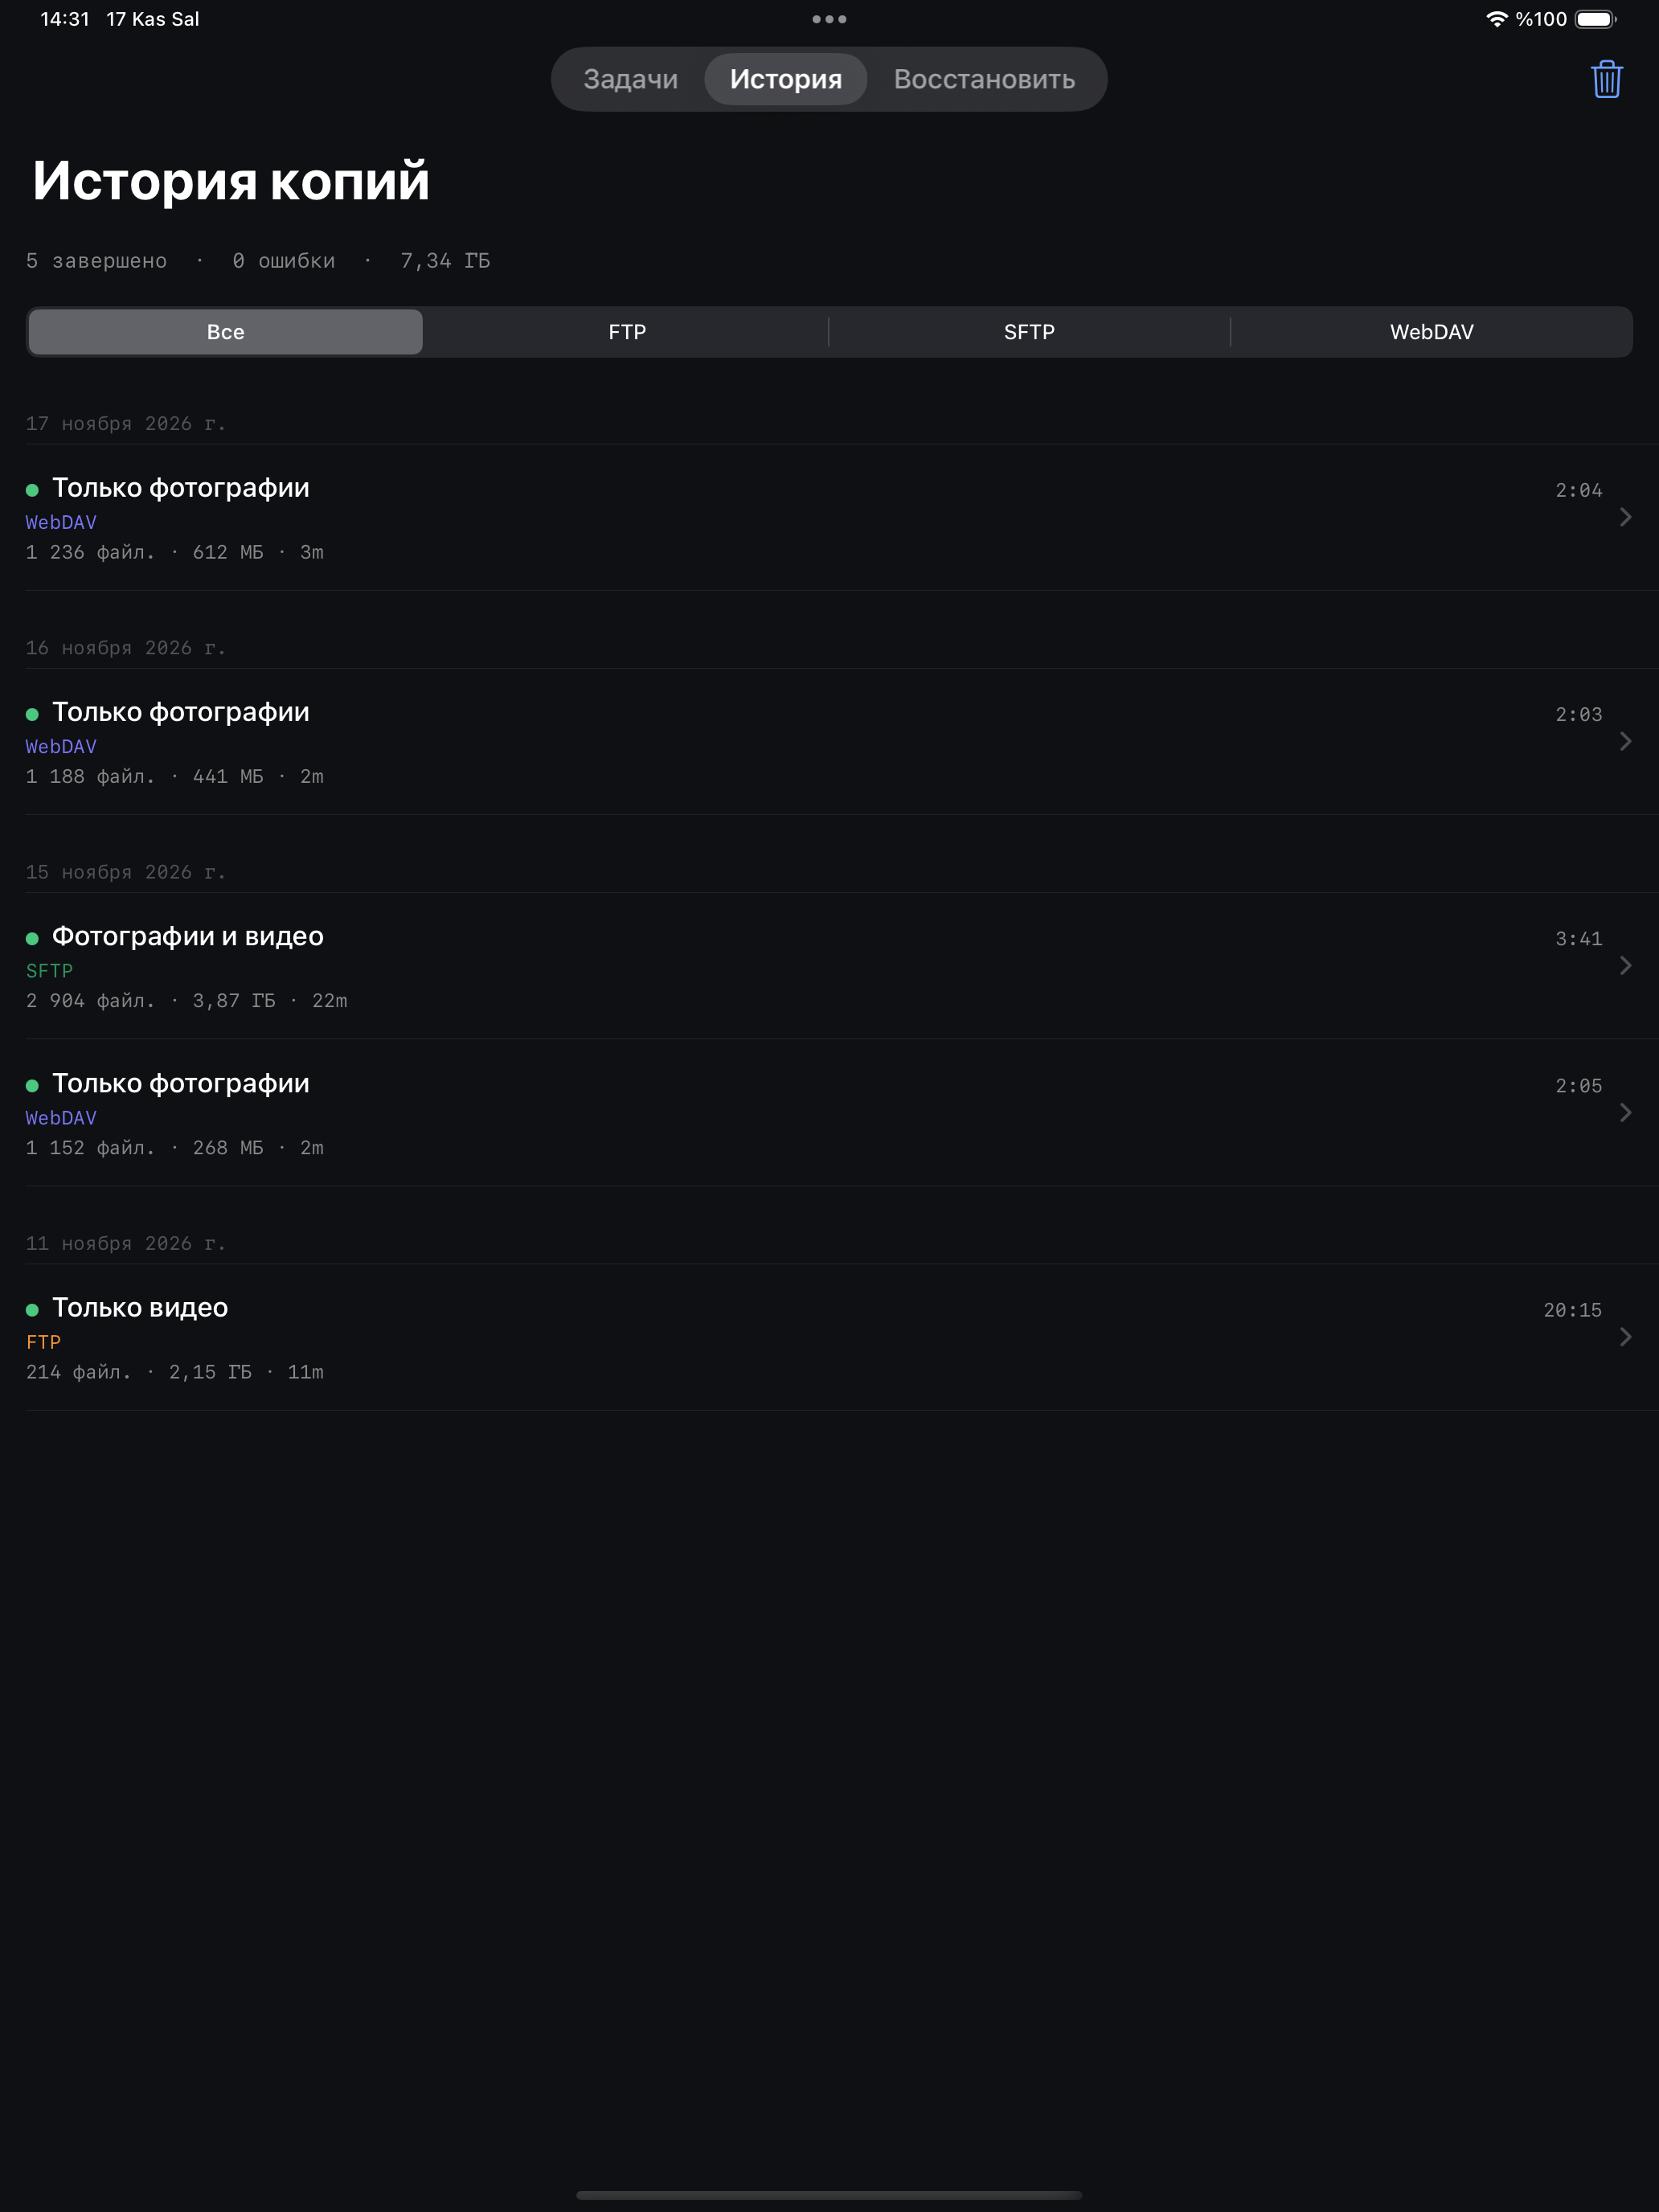 14:31 17 Kas Sal
%100
Задачи История Восстановить
История копий
5 завершено · 0 ошибки · 7,34 ГБ
Все FTP SFTP WebDAV
17 ноября 2026 г.
Только фотографии 2:04
WebDAV
1 236 файл. · 612 МБ · 3m
16 ноября 2026 г.
Только фотографии 2:03
WebDAV
1 188 файл. · 441 МБ · 2m
15 ноября 2026 г.
Фотографии и видео 3:41
SFTP
2 904 файл. · 3,87 ГБ · 22m
Только фотографии 2:05
WebDAV
1 152 файл. · 268 МБ · 2m
11 ноября 2026 г.
Только видео 20:15
FTP
214 файл. · 2,15 ГБ · 11m